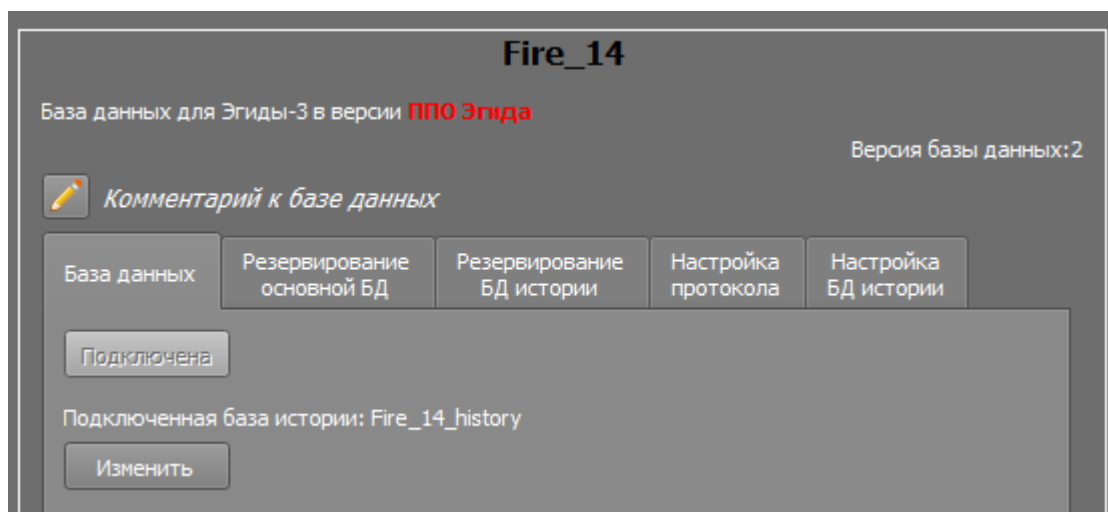 Fire_14
База данных для Эгиды-3 в версии ППО Эгида
Версия базы данных:2
Комментарий к базе данных
База данных
Резервирование
основной БД
Резервирование
БД истории
Настройка
протокола
Настройка
БД истории
Подключена
Подключенная база истории: Fire_14_history
Изменить